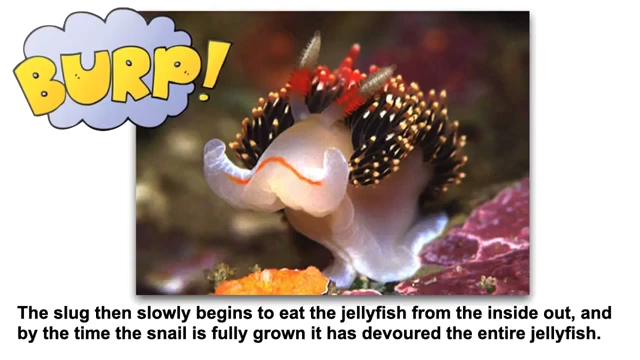 BURP!
The slug then slowly begins to eat the jellyfish from the inside out, and
by the time the snail is fully grown it has devoured the entire jellyfish.